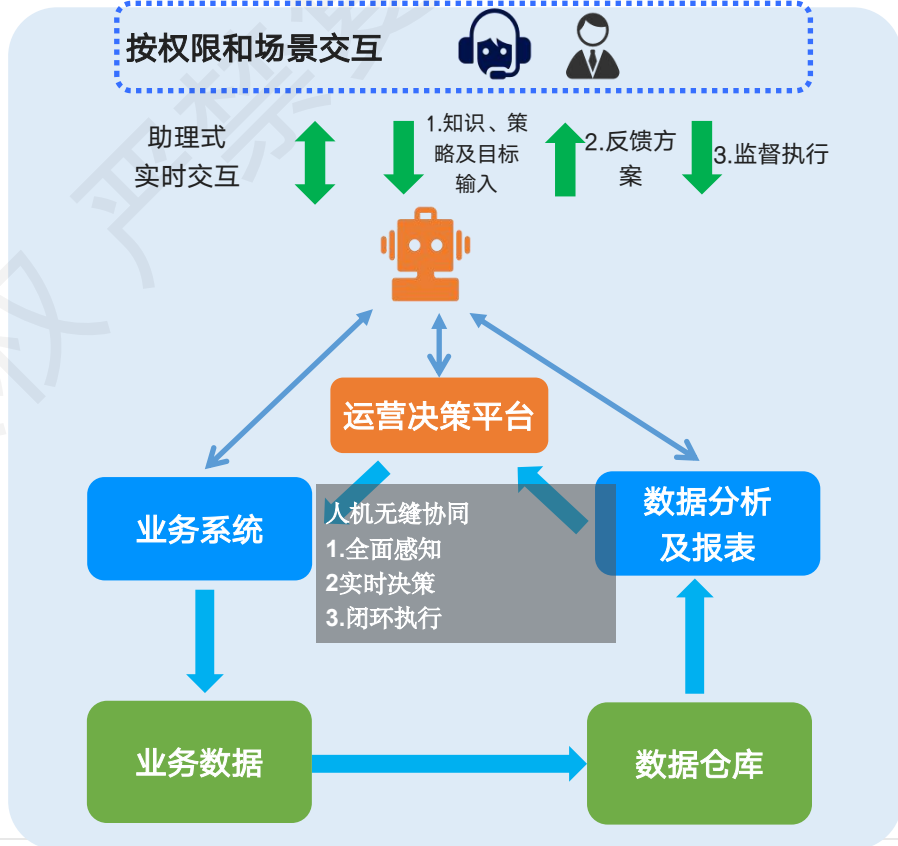 按权限和场景交互
助理式
实时交互
1.知识、策
略及目标
输入
2.反馈方
案
3.监督执行
运营决策平台
业务系统
人机无缝协同
1.全面感知
2实时决策
3.闭环执行
数据分析
及报表
业务数据
数据仓库
权 严禁